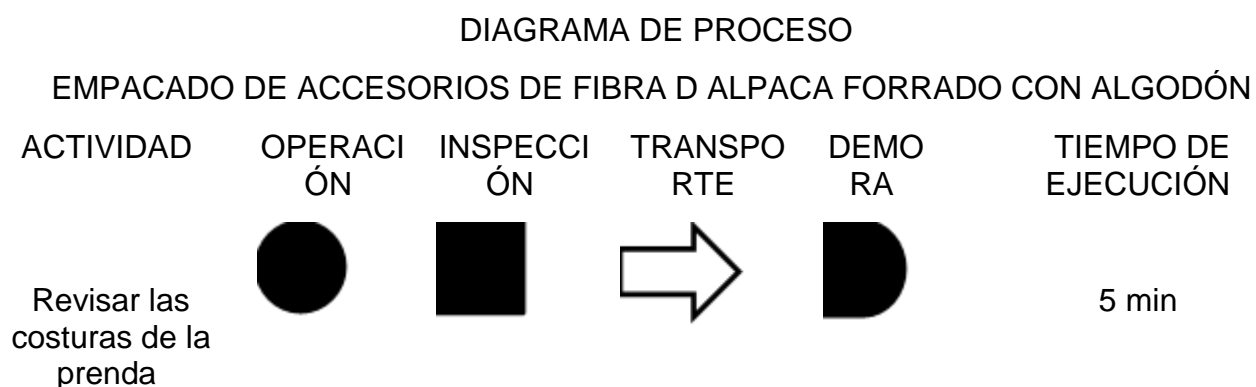 DIAGRAMA DE PROCESO
EMPACADO DE ACCESORIOS DE FIBRA D ALPACA FORRADO CON ALGODÓN
ACTIVIDAD OPERACI INSPECCI TRANSPO DEMO TIEMPO DE
ÓN ÓN RTE RA EJECUCIÓN
Revisar las 5 min
costuras de la
prenda